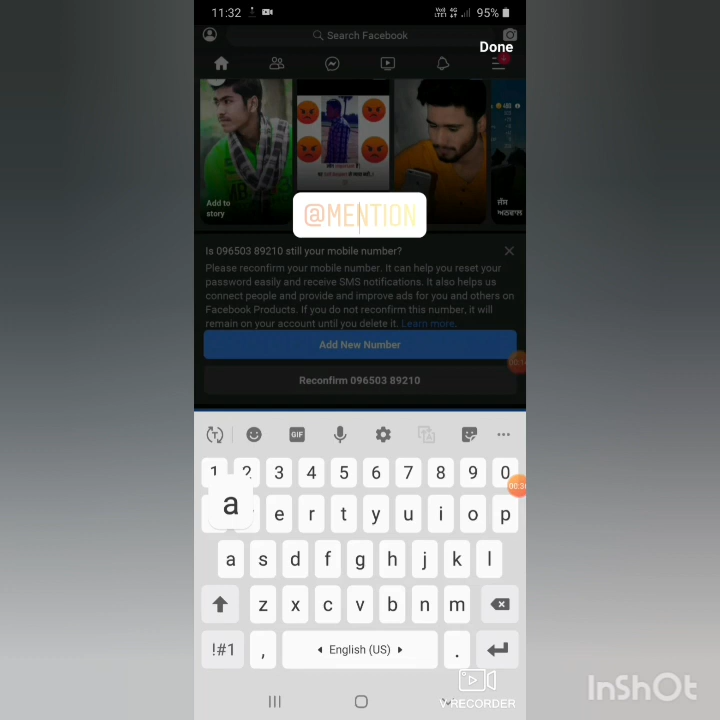 11:32
LTE1 4G 95%
Search Facebook
Done
Add to
story
ਜੱਸ
ਅਠਵਾਲ
@MENTION
Is 096503 89210 still your mobile number?
Please reconfirm your mobile number. It can help you reset your
password easily and receive SMS notifications. It also helps us
connect people and provide and improve ads for you and others on
Facebook Products. If you do not reconfirm this number, it will
remain on your account until you delete it. Learn more.
Add New Number
Reconfirm 096503 89210
GIF
1 2 3 4 5 6 7 8 9 0
a
e r t y u i o p
a s d f g h j k l
z x c v b n m
!#1 , English (US) .
V RECORDER
InShOt